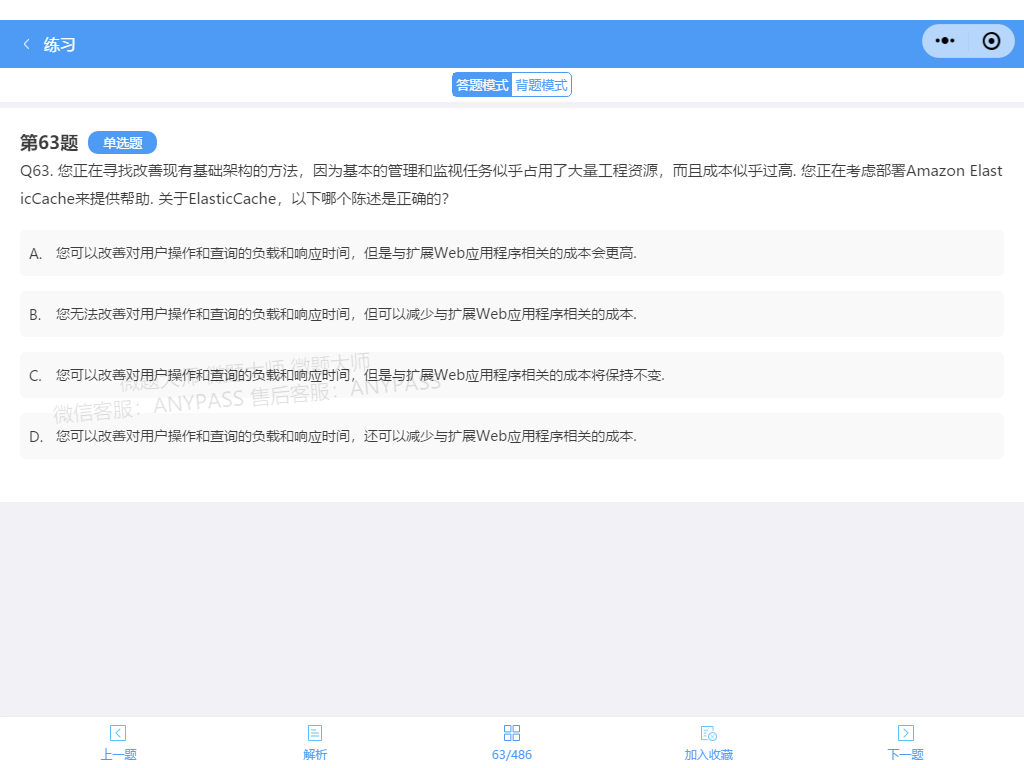 练习
答题模式 背题模式
第63题 单选题
Q63. 您正在寻找改善现有基础架构的方法，因为基本的管理和监视任务似乎占用了大量工程资源，而且成本似乎过高. 您正在考虑部署Amazon Elast
icCache来提供帮助. 关于ElasticCache，以下哪个陈述是正确的？
A. 您可以改善对用户操作和查询的负载和响应时间，但是与扩展Web应用程序相关的成本会更高.
B. 您无法改善对用户操作和查询的负载和响应时间，但可以减少与扩展Web应用程序相关的成本.
C. 您可以改善对用户操作和查询的负载和响应时间，但是与扩展Web应用程序相关的成本将保持不变.
微题大师 微题大师 微题大师
微信客服：ANYPASS 售后客服：ANYPASS
D. 您可以改善对用户操作和查询的负载和响应时间，还可以减少与扩展Web应用程序相关的成本.
上一题 解析 63/486 加入收藏 下一题